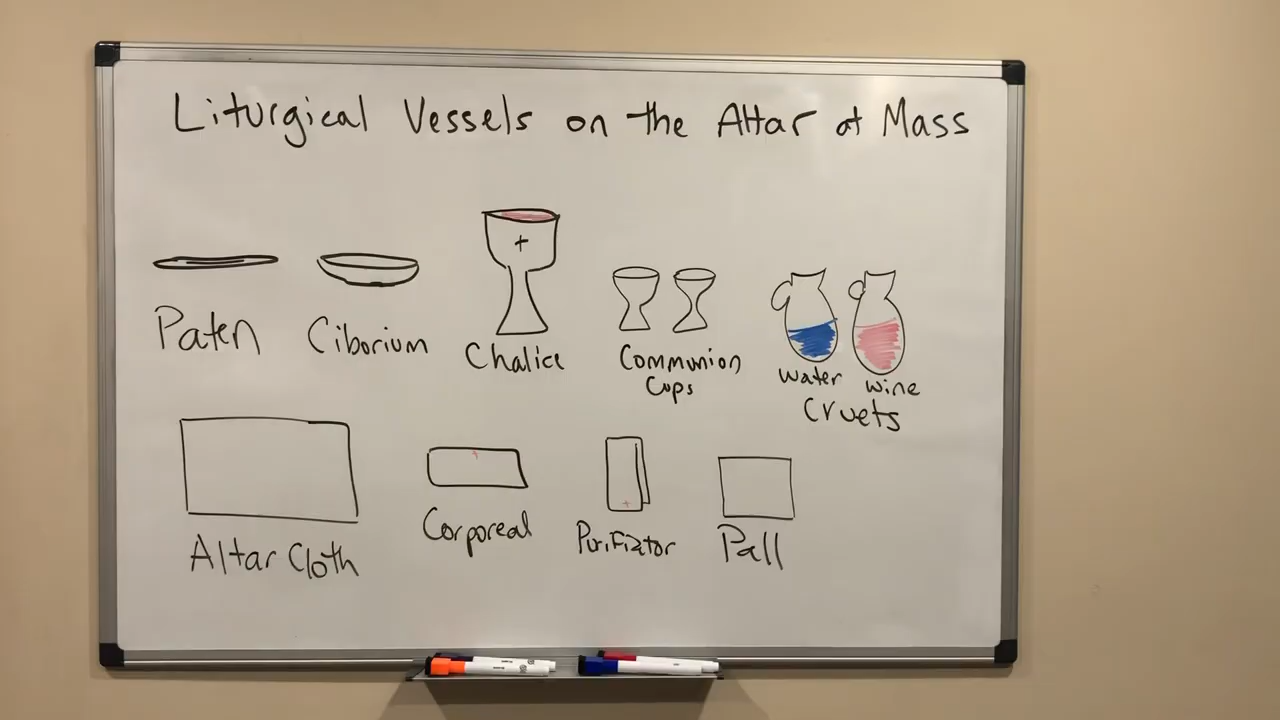 Liturgical Vessels on the Altar at Mass
Paten Ciborium Chalice Communion Cups water wine Cruets
Altar Cloth Corporeal Purifiator Pall